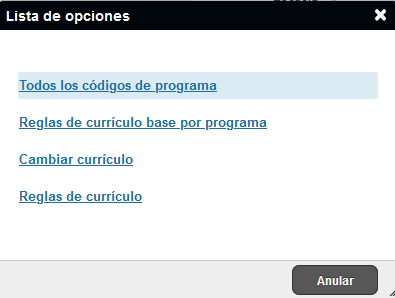 Lista de opciones
Todos los códigos de programa
Reglas de currículo base por programa
Cambiar currículo
Reglas de currículo
Anular